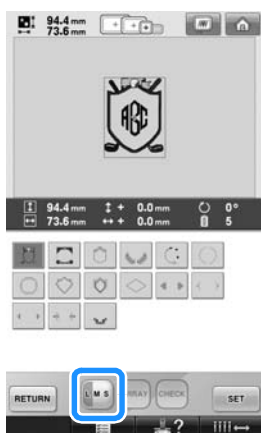 94.4 mm
73.6 mm
ABC
94.4 mm + 0.0 mm 0°
73.6 mm + 0.0 mm 5
RETURN L M S ARRAY CHECK SET
?